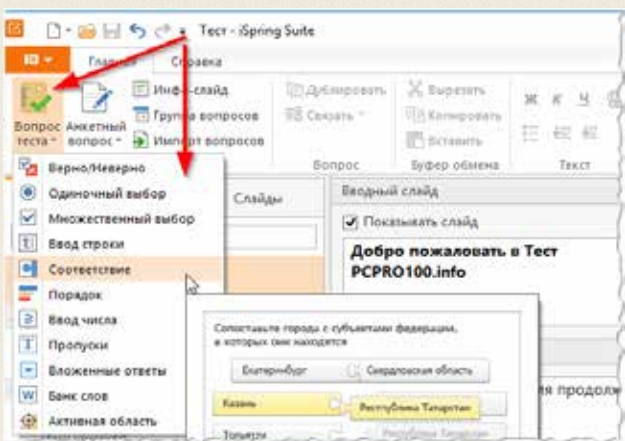 Тест - iSpring Suite
Главная Справка
Вопрос теста
Анкетный вопрос
Инфо-слайд
Группа вопросов
Импорт вопросов
Дублировать
Связать
Вопрос
Вырезать
Копировать
Вставить
Буфер обмена
Ж К Ч
Текст
Верно/Неверно
Одиночный выбор
Множественный выбор
Ввод строки
Соответствие
Порядок
Ввод числа
Пропуски
Вложенные ответы
Банк слов
Активная область
Слайды
Вводный слайд
Показывать слайд
Добро пожаловать в Тест
PCPRO100.info
Сопоставьте города с субъектами федерации,
в которых они находятся
Екатеринбург Свердловская область
Казань Республика Татарстан
Тольятти Республика Татарстан